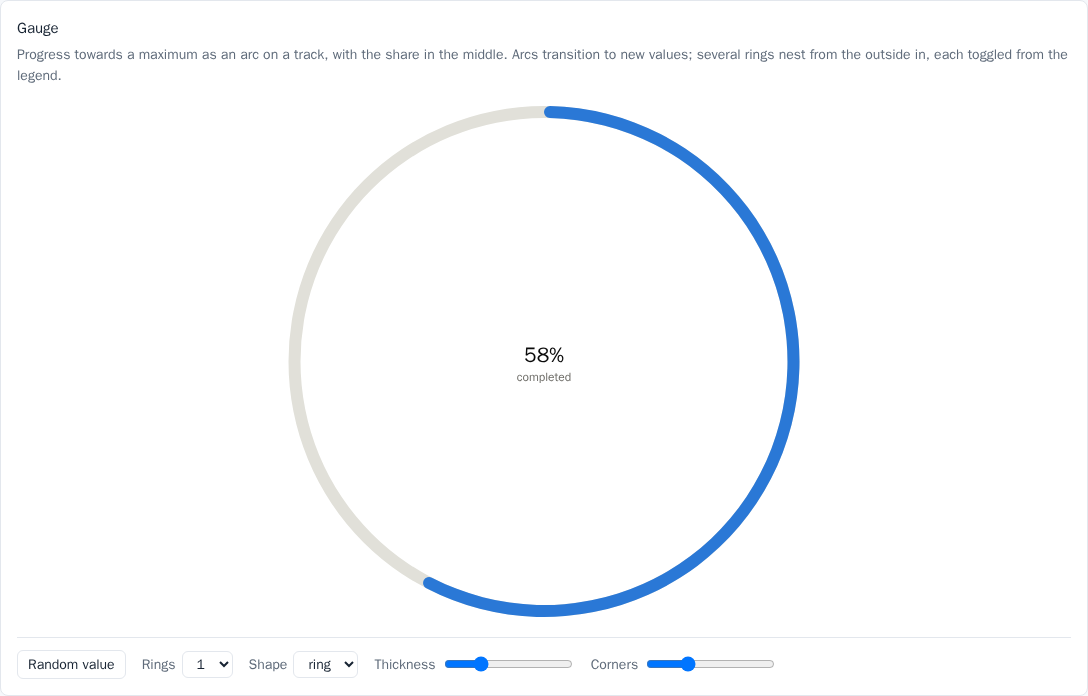 Gauge
Progress towards a maximum as an arc on a track, with the share in the middle. Arcs transition to new values; several rings nest from the outside in, each toggled from the
legend.
58%
completed
Random value Rings 1 Shape ring Thickness Corners